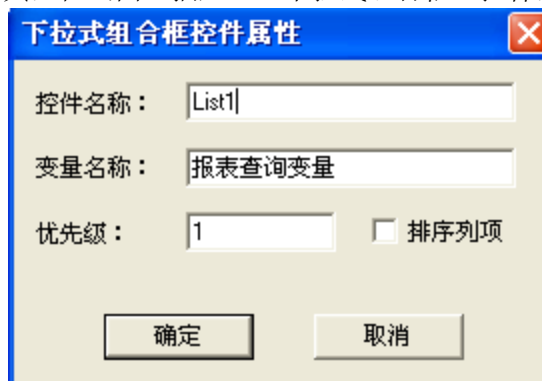 下拉式组合框控件属性
控件名称： List1
变量名称： 报表查询变量
优先级： 1 排序列项
确定 取消